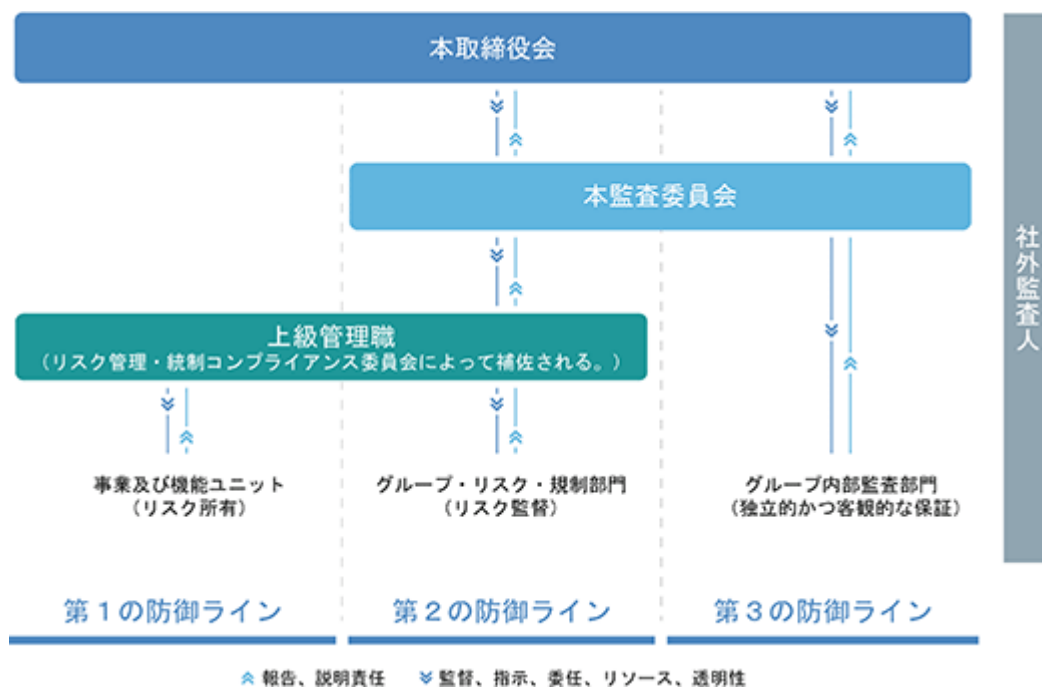 本取締役会
本監査委員会
上級管理職
（リスク管理・統制コンプライアンス委員会によって補佐される。）
事業及び機能ユニット
（リスク所有）
グループ・リスク・規制部門
（リスク監督）
グループ内部監査部門
（独立的かつ客観的な保証）
社外監査人
第１の防御ライン
第２の防御ライン
第３の防御ライン
報告、説明責任
監督、指示、委任、リソース、透明性